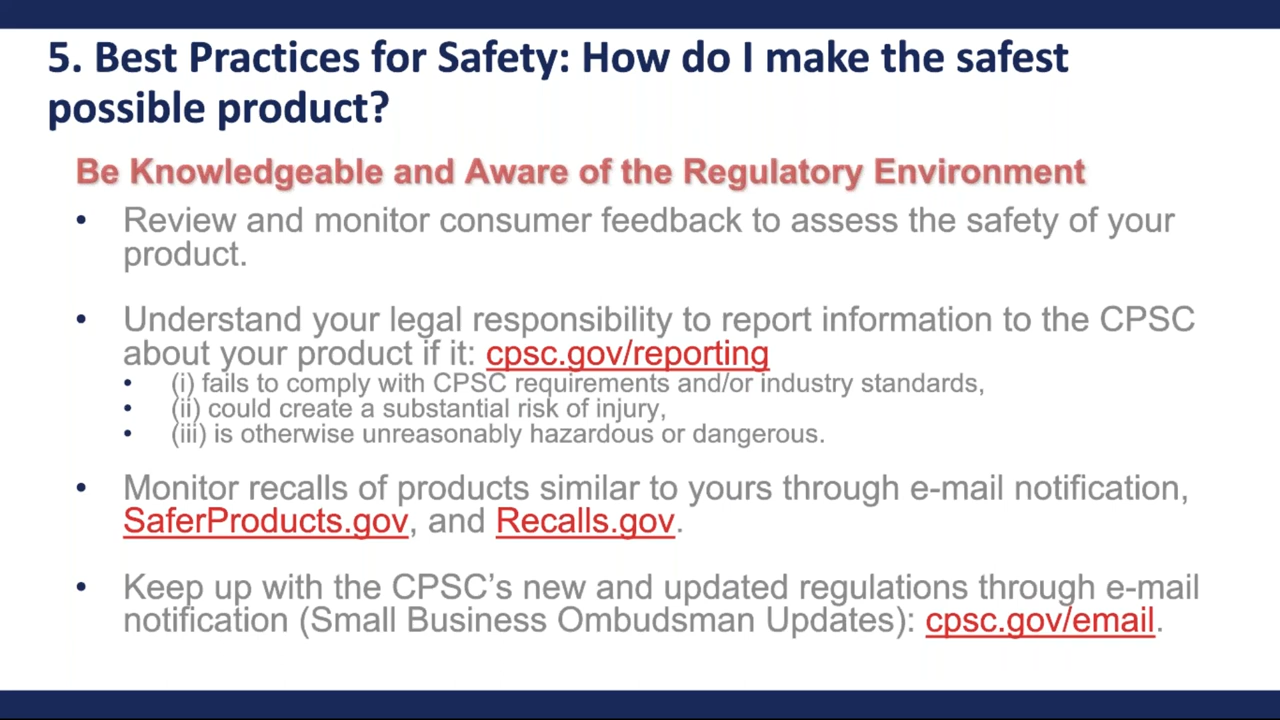 5. Best Practices for Safety: How do I make the safest
possible product?
Be Knowledgeable and Aware of the Regulatory Environment
• Review and monitor consumer feedback to assess the safety of your
product.
• Understand your legal responsibility to report information to the CPSC
about your product if it: cpsc.gov/reporting
• (i) fails to comply with CPSC requirements and/or industry standards,
• (ii) could create a substantial risk of injury,
• (iii) is otherwise unreasonably hazardous or dangerous.
• Monitor recalls of products similar to yours through e-mail notification,
SaferProducts.gov, and Recalls.gov.
• Keep up with the CPSC’s new and updated regulations through e-mail
notification (Small Business Ombudsman Updates): cpsc.gov/email.